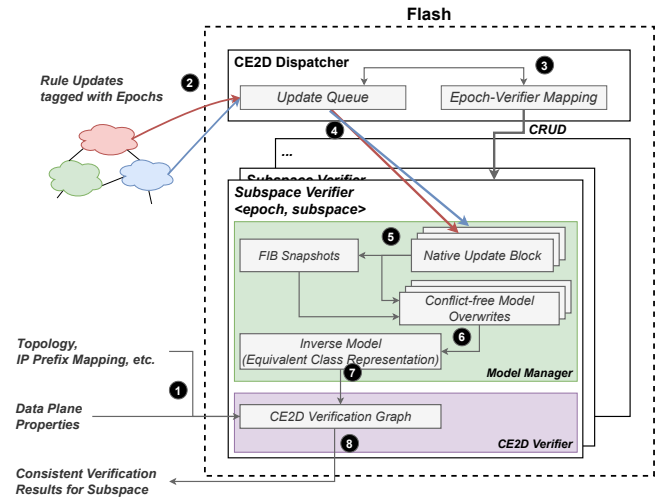 Flash
CE2D Dispatcher
3
Rule Updates
tagged with Epochs
2
Update Queue
Epoch-Verifier Mapping
4
CRUD
...
Subspace Verifier
Subspace Verifier
<epoch, subspace>
5
FIB Snapshots
Native Update Block
Conflict-free Model
Overwrites
6
Inverse Model
(Equivalent Class Representation)
7
Model Manager
Topology,
IP Prefix Mapping, etc.
1
Data Plane
Properties
CE2D Verification Graph
8
CE2D Verifier
Consistent Verification
Results for Subspace